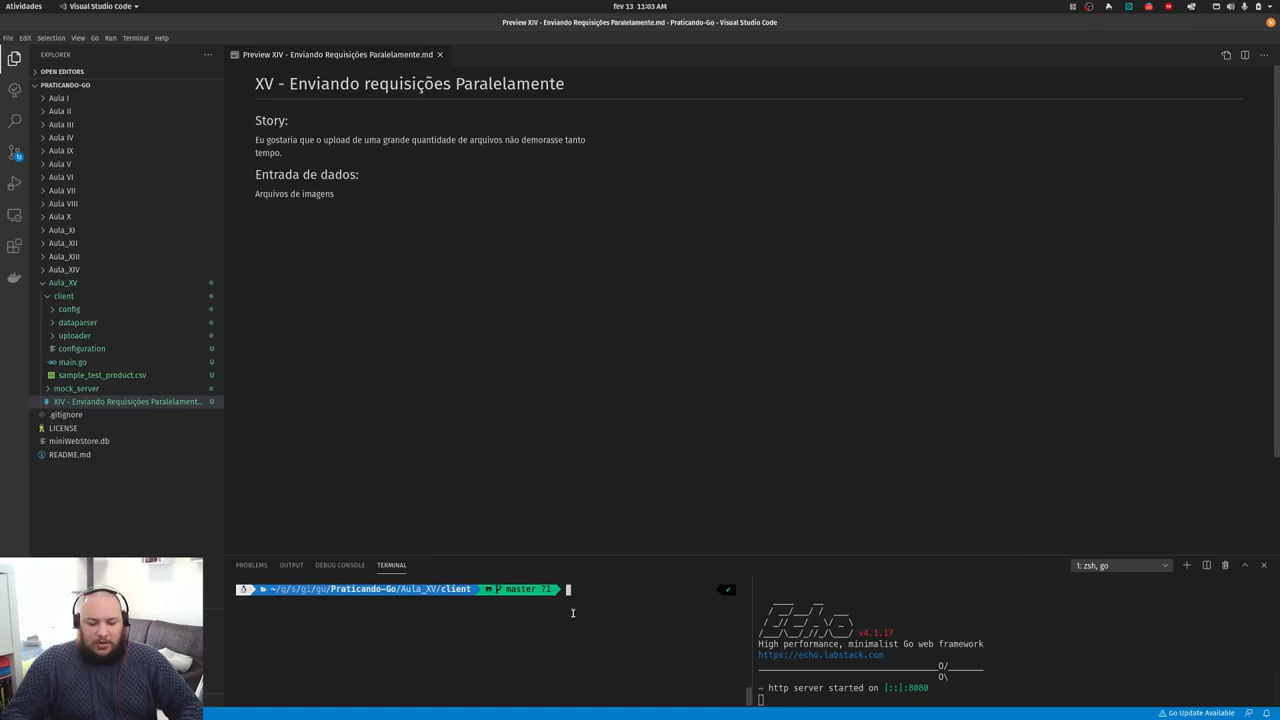 Atividades
Visual Studio Code
fev 13 11:03 AM
Preview XIV - Enviando Requisições Paralelamente.md - Praticando-Go - Visual Studio Code
File Edit Selection View Go Run Terminal Help
EXPLORER
Preview XIV - Enviando Requisições Paralelamente.md
OPEN EDITORS
PRATICANDO-GO
Aula I
Aula II
Aula III
Aula IV
Aula IX
Aula V
Aula VI
Aula VII
Aula VIII
Aula X
Aula_XI
Aula_XII
Aula_XIII
Aula_XIV
Aula_XV
client
config
dataparser
uploader
configuration U
main.go U
sample_test_product.csv U
mock_server
XIV - Enviando Requisições Paralelament... U
.gitignore
LICENSE
miniWebStore.db
README.md
XV - Enviando requisições Paralelamente
Story:
Eu gostaria que o upload de uma grande quantidade de arquivos não demorasse tanto
tempo.
Entrada de dados:
Arquivos de imagens
PROBLEMS OUTPUT DEBUG CONSOLE TERMINAL
1: zsh, go
~/g/s/gi/gu/Praticando-Go/Aula_XV/client master ?1
v4.1.17
High performance, minimalist Go web framework
https://echo.labstack.com
O/
O\
http server started on [::]:8080
Go Update Available